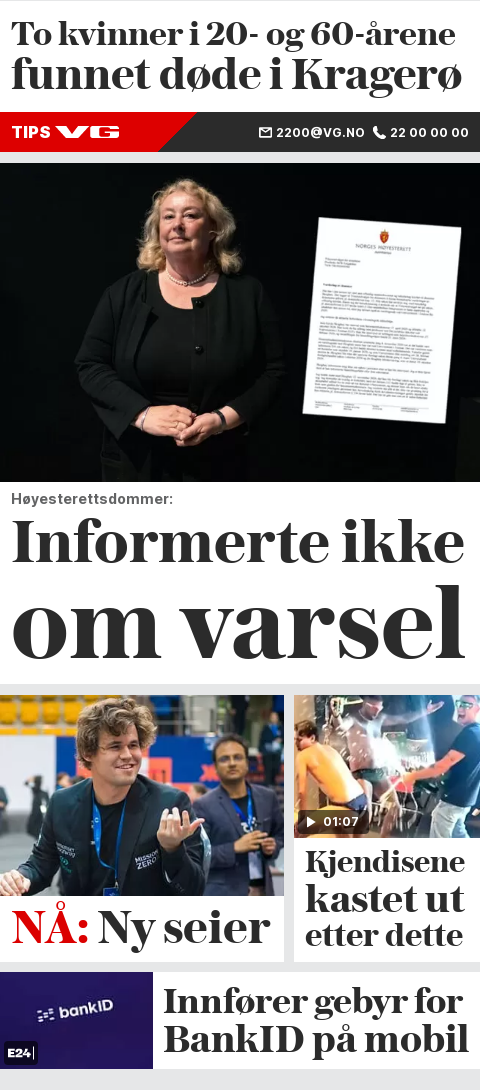 To kvinner i 20- og 60-årene
funnet døde i Kragerø
TIPS VG
2200@VG.NO 22 00 00 00
NORGES HØYESTERETT
Høyesterettsdommer:
Informerte ikke
om varsel
MISSION
ZERO
01:07
NÅ: Ny seier
Kjendisene
kastet ut
etter dette
bankID
E24
Innfører gebyr for
BankID på mobil